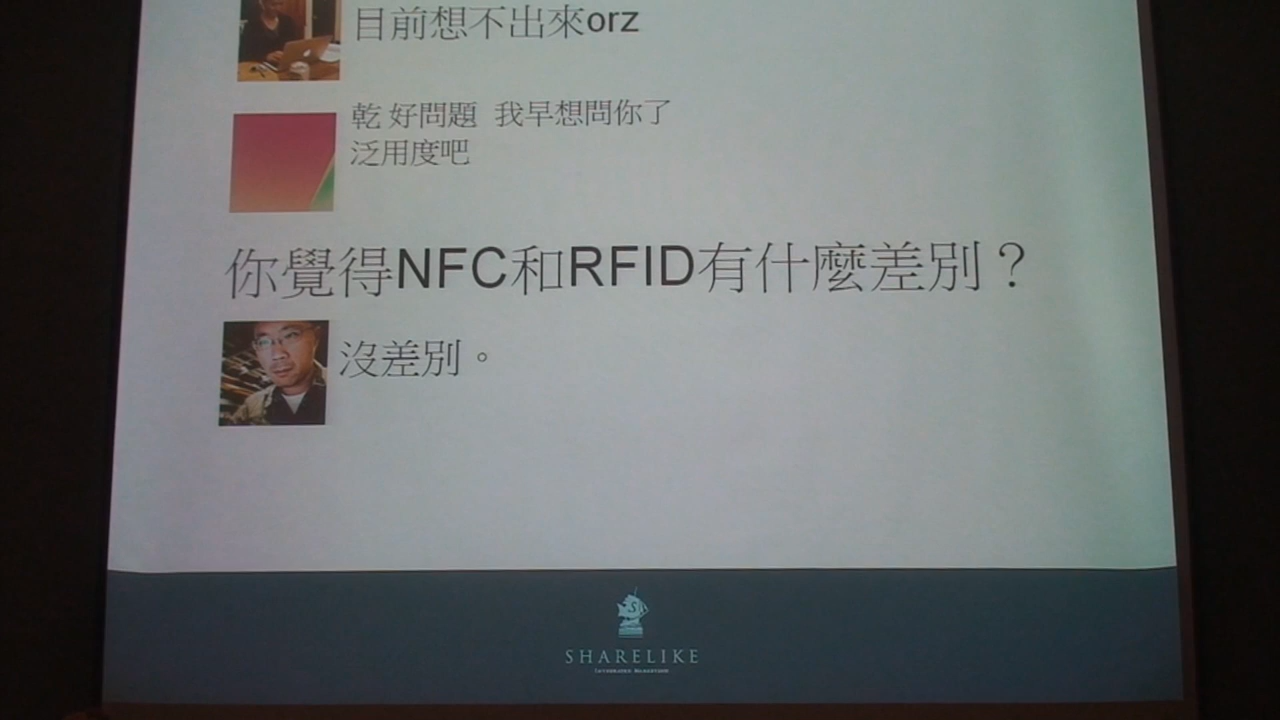 目前想不出來orz
乾 好問題 我早想問你了
泛用度吧
你覺得NFC和RFID有什麼差別？
沒差別。
S
SHARELIKE